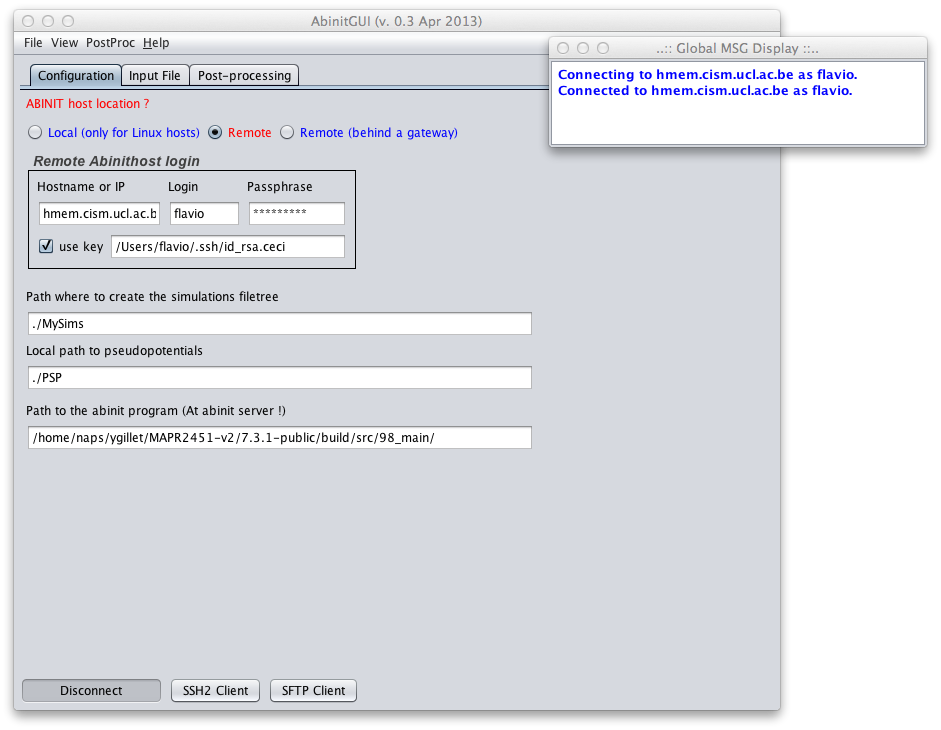 AbinitGUI (v. 0.3 Apr 2013)
File View PostProc Help
..:: Global MSG Display ::..
Connecting to hmem.cism.ucl.ac.be as flavio.
Connected to hmem.cism.ucl.ac.be as flavio.
Configuration Input File Post-processing
ABINIT host location ?
Local (only for Linux hosts) Remote Remote (behind a gateway)
Remote Abinithost login
Hostname or IP Login Passphrase
hmem.cism.ucl.ac.b flavio *********
use key /Users/flavio/.ssh/id_rsa.ceci
Path where to create the simulations filetree
./MySims
Local path to pseudopotentials
./PSP
Path to the abinit program (At abinit server !)
/home/naps/ygillet/MAPR2451-v2/7.3.1-public/build/src/98_main/
Disconnect SSH2 Client SFTP Client